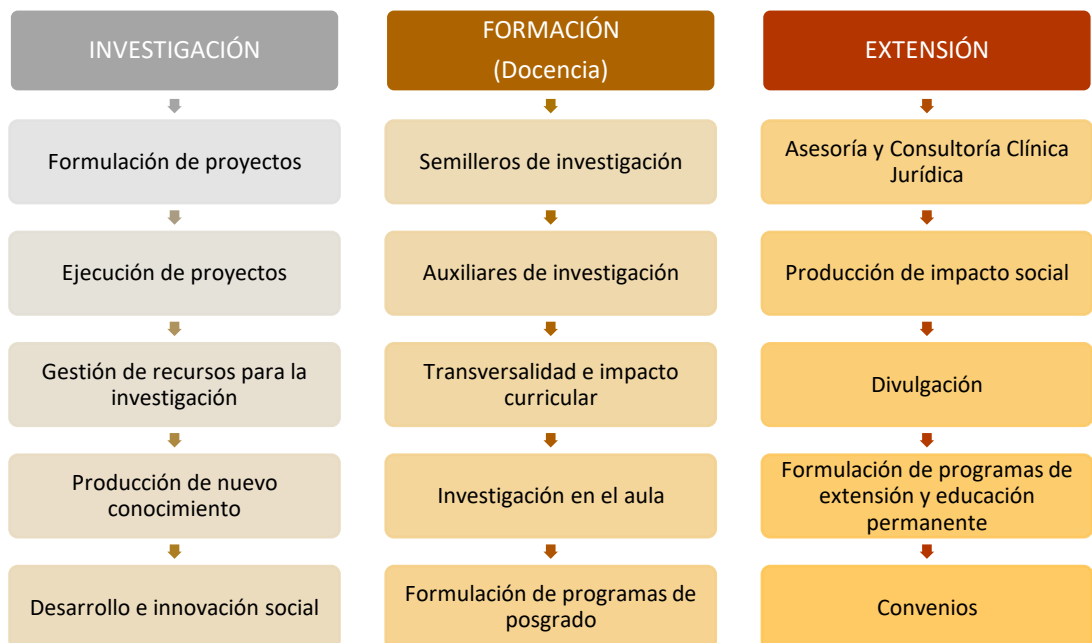 INVESTIGACIÓN
Formulación de proyectos
Ejecución de proyectos
Gestión de recursos para la
investigación
Producción de nuevo
conocimiento
Desarrollo e innovación social
FORMACIÓN
(Docencia)
Semilleros de investigación
Auxiliares de investigación
Transversalidad e impacto
curricular
Investigación en el aula
Formulación de programas de
posgrado
EXTENSIÓN
Asesoría y Consultoría Clínica
Jurídica
Producción de impacto social
Divulgación
Formulación de programas de
extensión y educación
permanente
Convenios